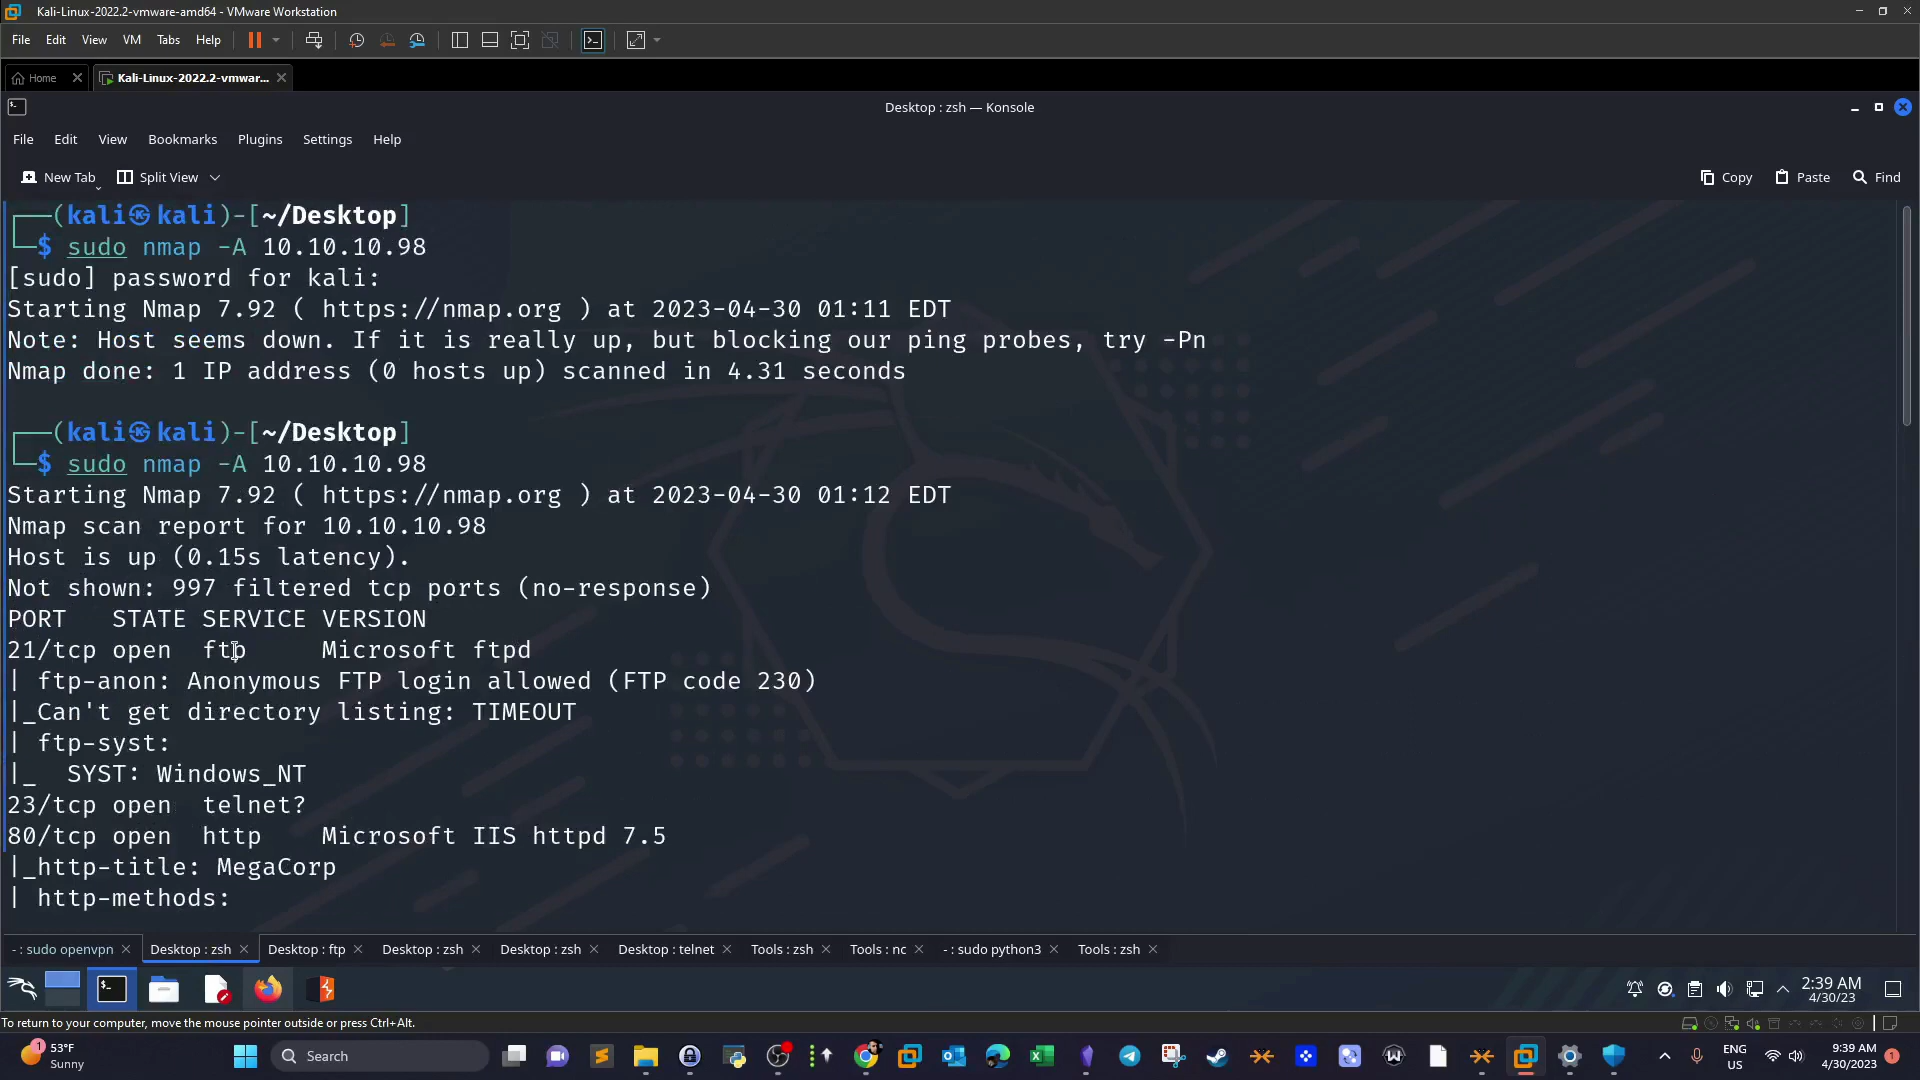 Kali-Linux-2022.2-vmware-amd64 - VMware Workstation
File Edit View VM Tabs Help
Home Kali-Linux-2022.2-vmwar...
Desktop : zsh — Konsole
File Edit View Bookmarks Plugins Settings Help
New Tab Split View Copy Paste Find
(kali㉿kali)-[~/Desktop]
$ sudo nmap -A 10.10.10.98
[sudo] password for kali:
Starting Nmap 7.92 ( https://nmap.org ) at 2023-04-30 01:11 EDT
Note: Host seems down. If it is really up, but blocking our ping probes, try -Pn
Nmap done: 1 IP address (0 hosts up) scanned in 4.31 seconds
(kali㉿kali)-[~/Desktop]
$ sudo nmap -A 10.10.10.98
Starting Nmap 7.92 ( https://nmap.org ) at 2023-04-30 01:12 EDT
Nmap scan report for 10.10.10.98
Host is up (0.15s latency).
Not shown: 997 filtered tcp ports (no-response)
PORT STATE SERVICE VERSION
21/tcp open ftp Microsoft ftpd
| ftp-anon: Anonymous FTP login allowed (FTP code 230)
|_Can't get directory listing: TIMEOUT
| ftp-syst:
|_ SYST: Windows_NT
23/tcp open telnet?
80/tcp open http Microsoft IIS httpd 7.5
|_http-title: MegaCorp
| http-methods:
- : sudo openvpn Desktop : zsh Desktop : ftp Desktop : zsh Desktop : zsh Desktop : telnet Tools : zsh Tools : nc - : sudo python3 Tools : zsh
2:39 AM
4/30/23
To return to your computer, move the mouse pointer outside or press Ctrl+Alt.
1
53°F
Sunny
Search
ENG
US
9:39 AM
4/30/2023
1